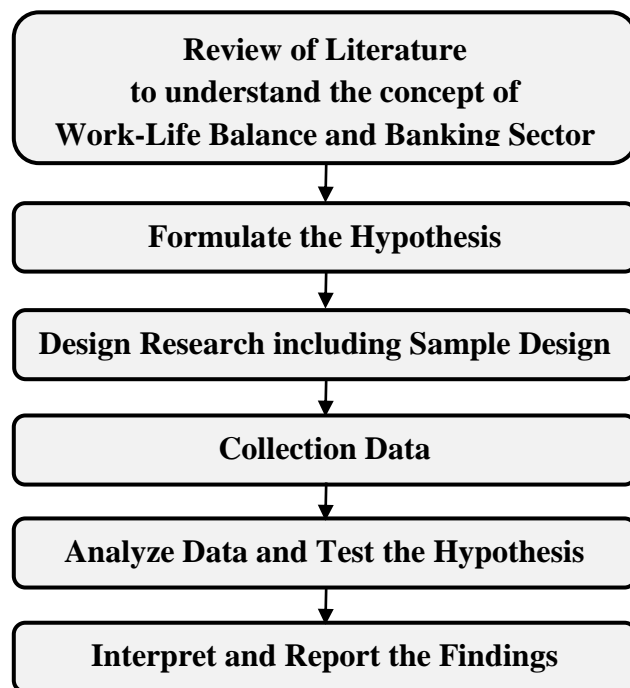 Review of Literature
to understand the concept of
Work-Life Balance and Banking Sector
Formulate the Hypothesis
Design Research including Sample Design
Collection Data
Analyze Data and Test the Hypothesis
Interpret and Report the Findings